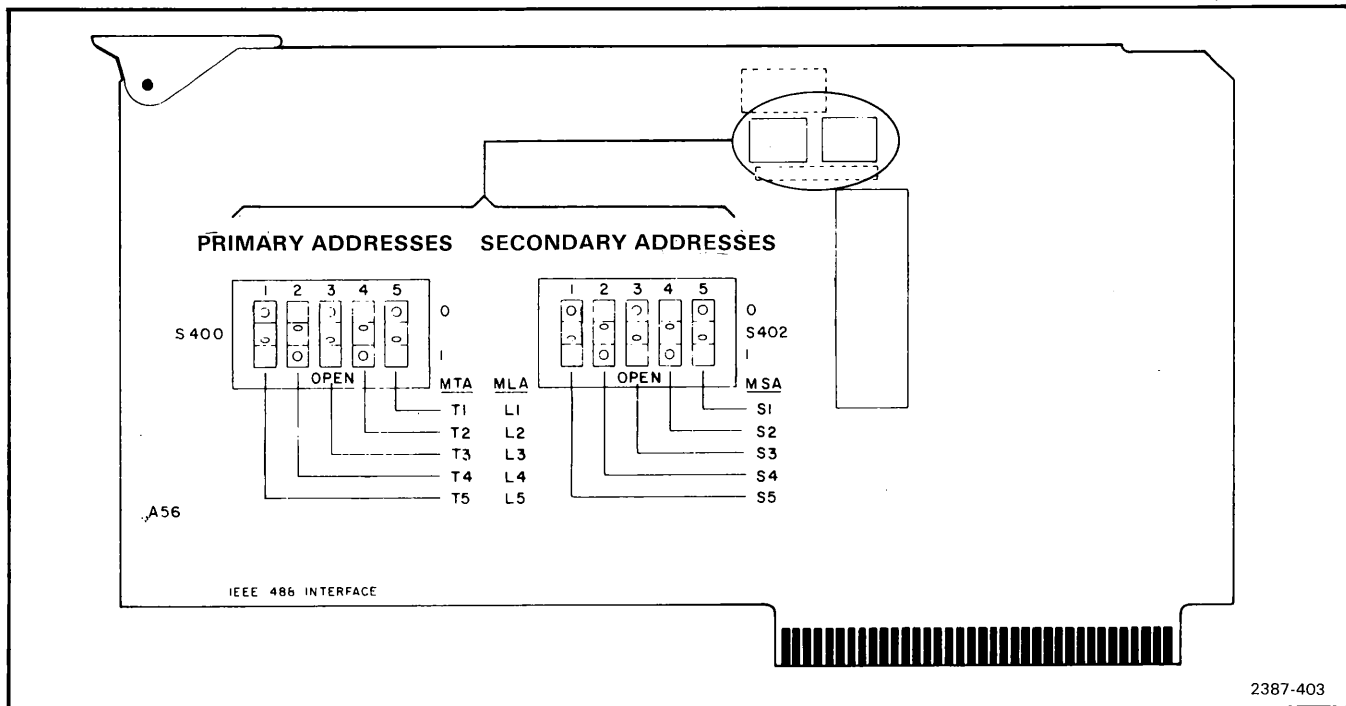 PRIMARY ADDRESSES SECONDARY ADDRESSES
1 2 3 4 5 1 2 3 4 5
0 0
S400 S402
1 1
OPEN OPEN
MTA MLA MSA
T1 L1 S1
T2 L2 S2
T3 L3 S3
T4 L4 S4
T5 L5 S5
A56
IEEE 488 INTERFACE
2387-403